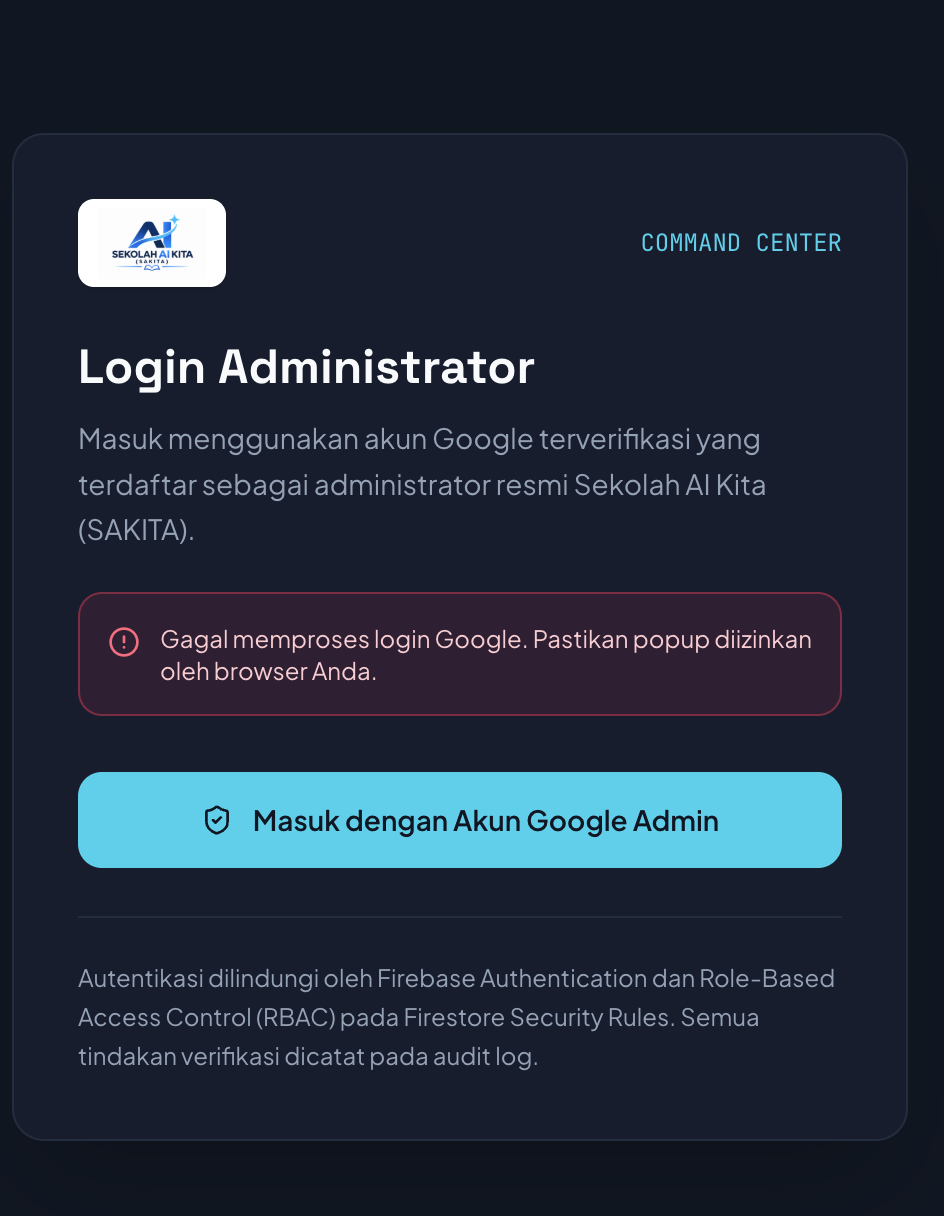 AI
SEKOLAH AI KITA
(SAKITA)
COMMAND CENTER
Login Administrator
Masuk menggunakan akun Google terverifikasi yang
terdaftar sebagai administrator resmi Sekolah AI Kita
(SAKITA).
Gagal memproses login Google. Pastikan popup diizinkan
oleh browser Anda.
Masuk dengan Akun Google Admin
Autentikasi dilindungi oleh Firebase Authentication dan Role-Based
Access Control (RBAC) pada Firestore Security Rules. Semua
tindakan verifikasi dicatat pada audit log.